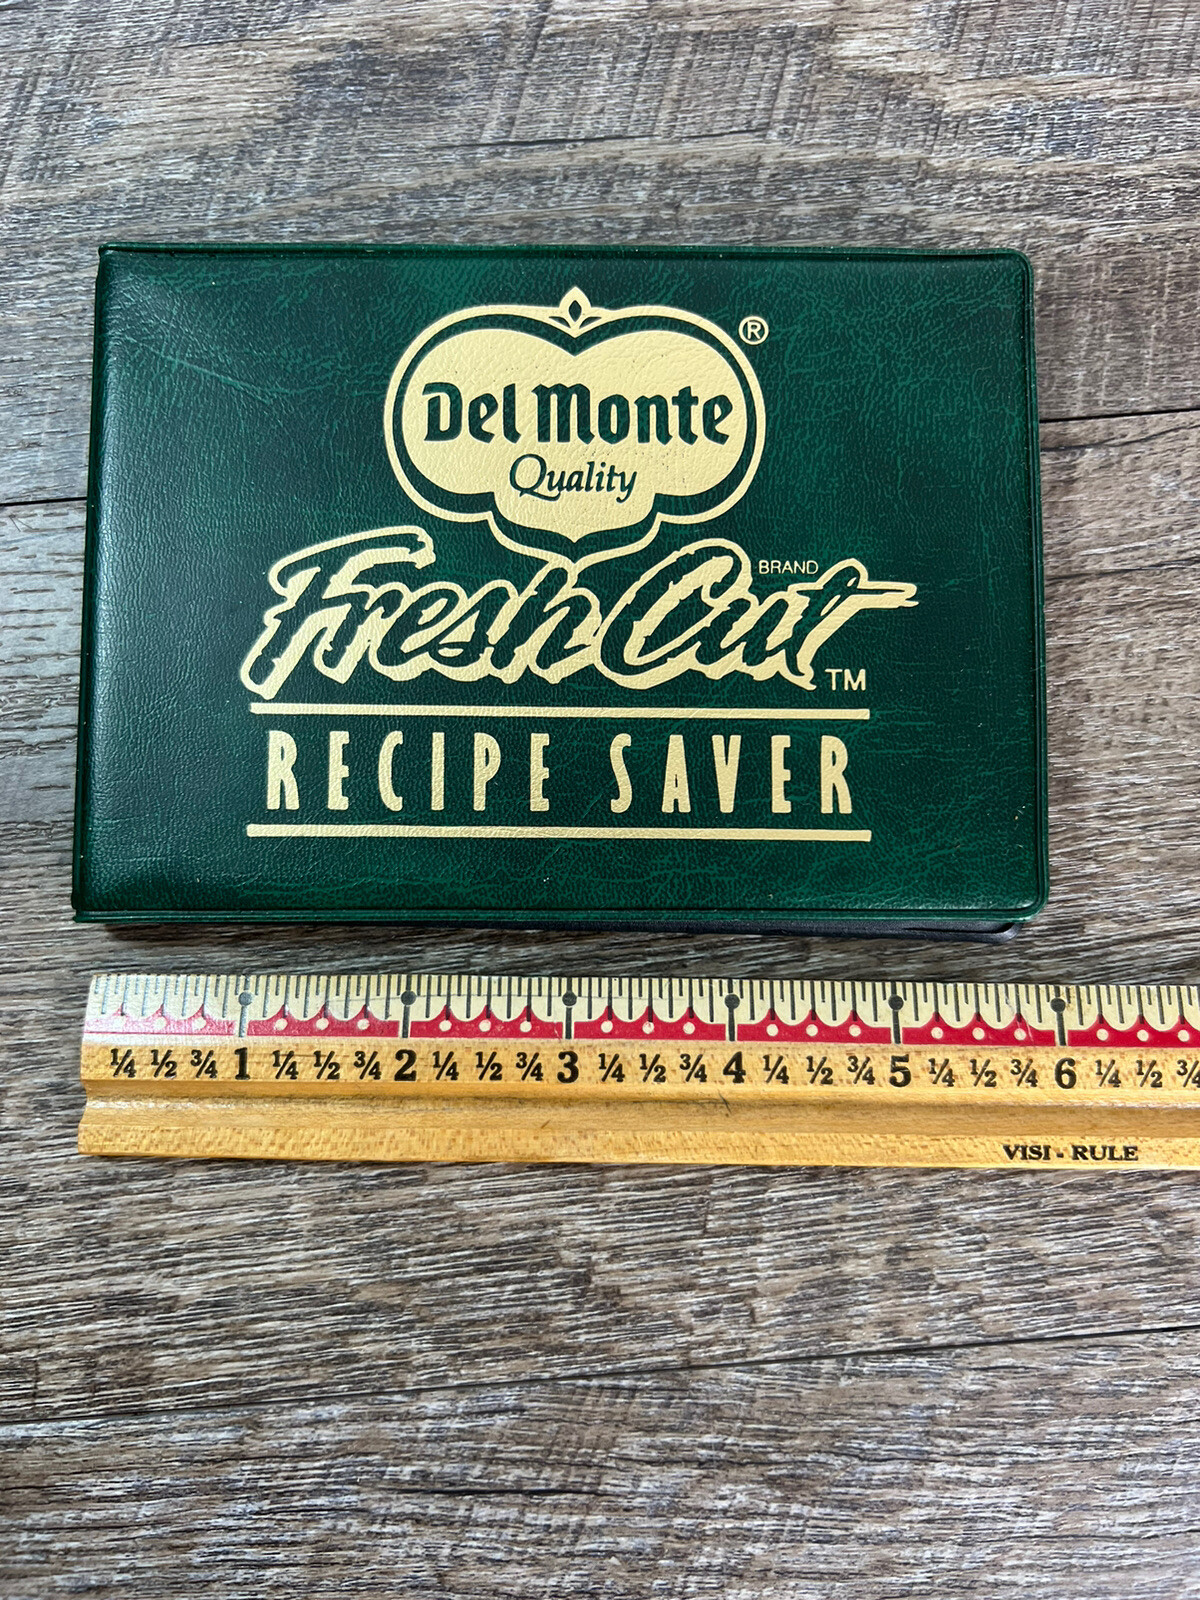 ®
Del Monte
Quality
Fresh Cut BRAND TM
RECIPE SAVER
¼ ½ ¾ 1 ¼ ½ ¾ 2 ¼ ½ ¾ 3 ¼ ½ ¾ 4 ¼ ½ ¾ 5 ¼ ½ ¾ 6 ¼ ½ ¾
VISI - RULE